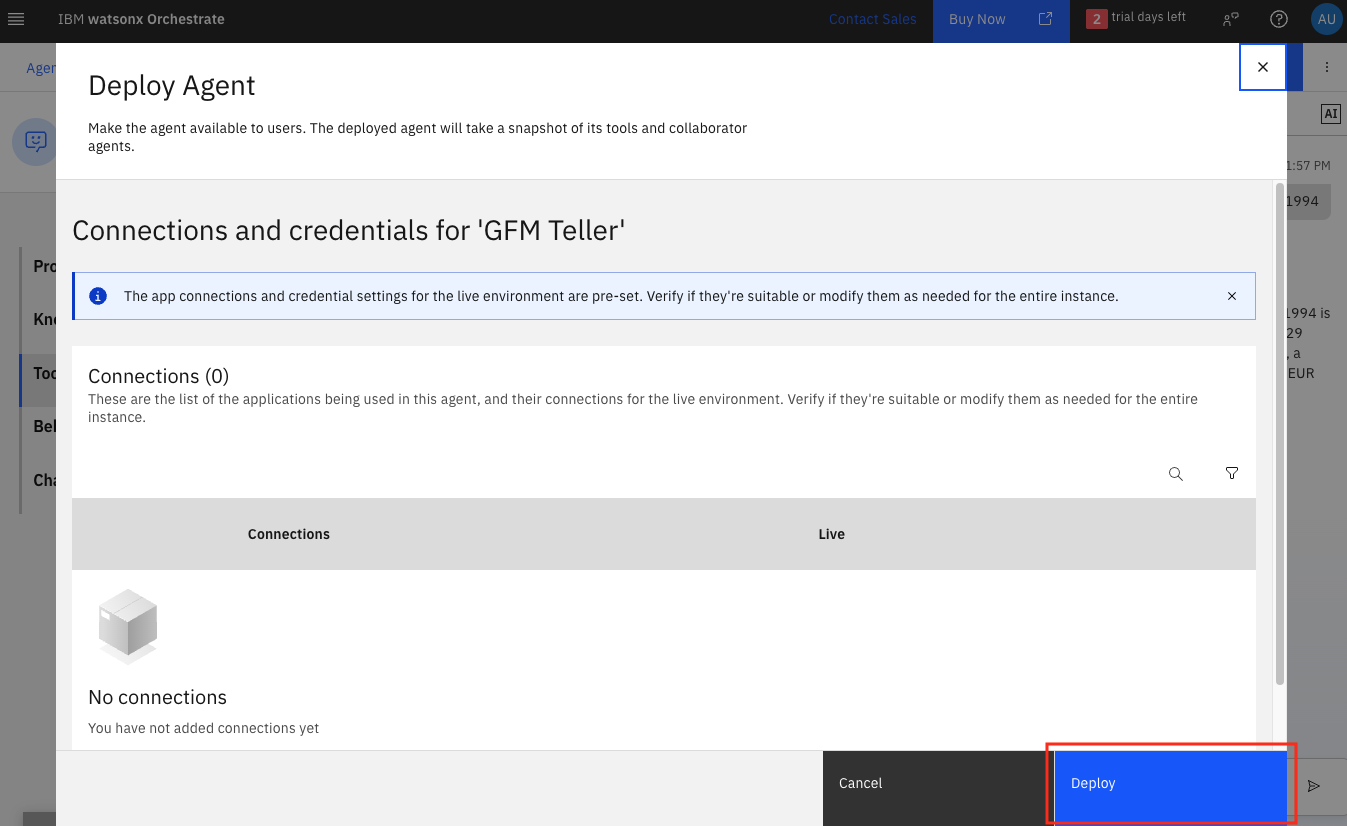 IBM watsonx Orchestrate
Contact Sales
Buy Now
2 trial days left
AU
Deploy Agent
Make the agent available to users. The deployed agent will take a snapshot of its tools and collaborator
agents.
AI
1:57 PM
1994
Connections and credentials for 'GFM Teller'
The app connections and credential settings for the live environment are pre-set. Verify if they're suitable or modify them as needed for the entire instance.
1994 is
29
, a
EUR
Connections (0)
These are the list of the applications being used in this agent, and their connections for the live environment. Verify if they're suitable or modify them as needed for the entire
instance.
Connections Live
No connections
You have not added connections yet
Cancel
Deploy